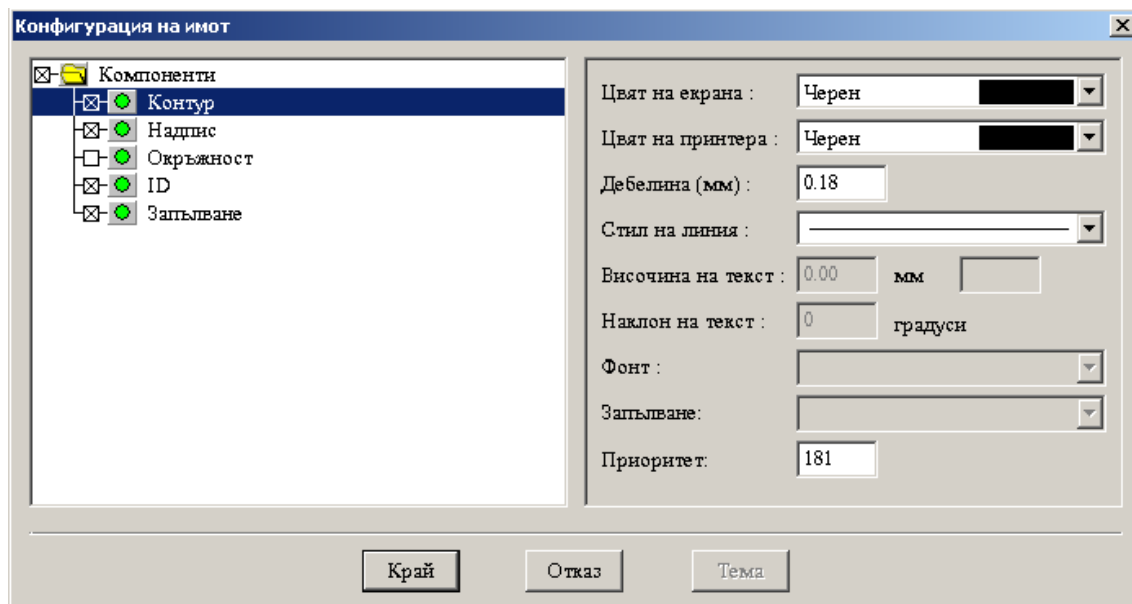 Конфигурация на имот
Компоненти
Контур
Надпис
Окръжност
ID
Запълване
Цвят на екрана : Черен
Цвят на принтера : Черен
Дебелина (мм) : 0.18
Стил на линия :
Височина на текст : 0.00 мм
Наклон на текст : 0 градуси
Фонт :
Запълване:
Приоритет: 181
Край Отказ Тема